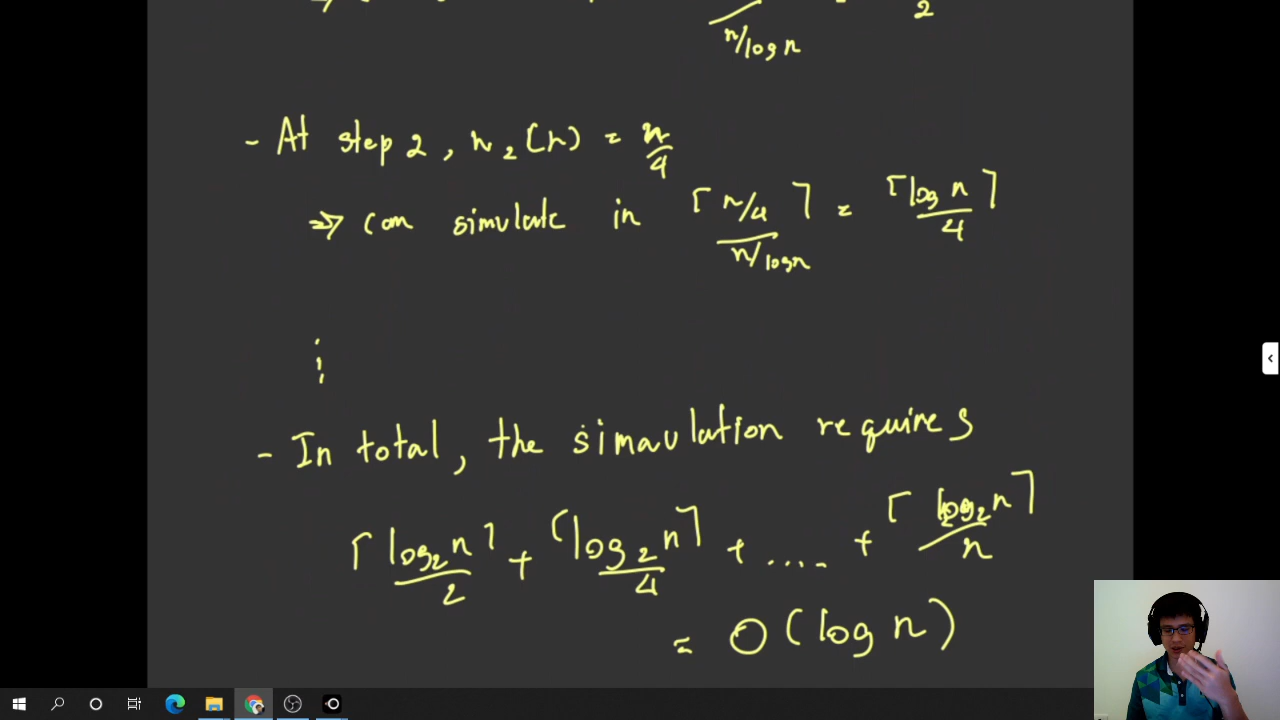 n/log n 2
- At step 2, n₂(n) = n/4
⇒ can simulate in ⌈ (n/4) / (n/log n) ⌉ = ⌈ log n / 4 ⌉
⋮
- In total, the simaulation requires
⌈ log₂n / 2 ⌉ + ⌈ log₂n / 4 ⌉ + ..... + ⌈ log₂n / n ⌉
= O(log n)